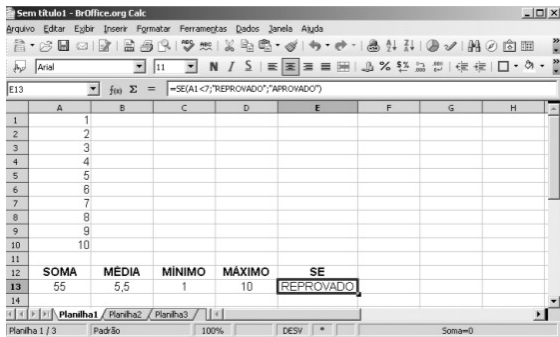 Sem título1 - BrOffice.org Calc
Arquivo Editar Exibir Inserir Formatar Ferramentas Dados Janela Ajuda
Arial 11 N I S
E13 f(x) Σ = =SE(A1<7;"REPROVADO";"APROVADO")
A B C D E F G H
1 1
2 2
3 3
4 4
5 5
6 6
7 7
8 8
9 9
10 10
11
12 SOMA MÉDIA MÍNIMO MÁXIMO SE
13 55 5,5 1 10 REPROVADO
14
Planilha1 Planilha2 Planilha3
Planilha 1 / 3 Padrão 100% DESV * Soma=0